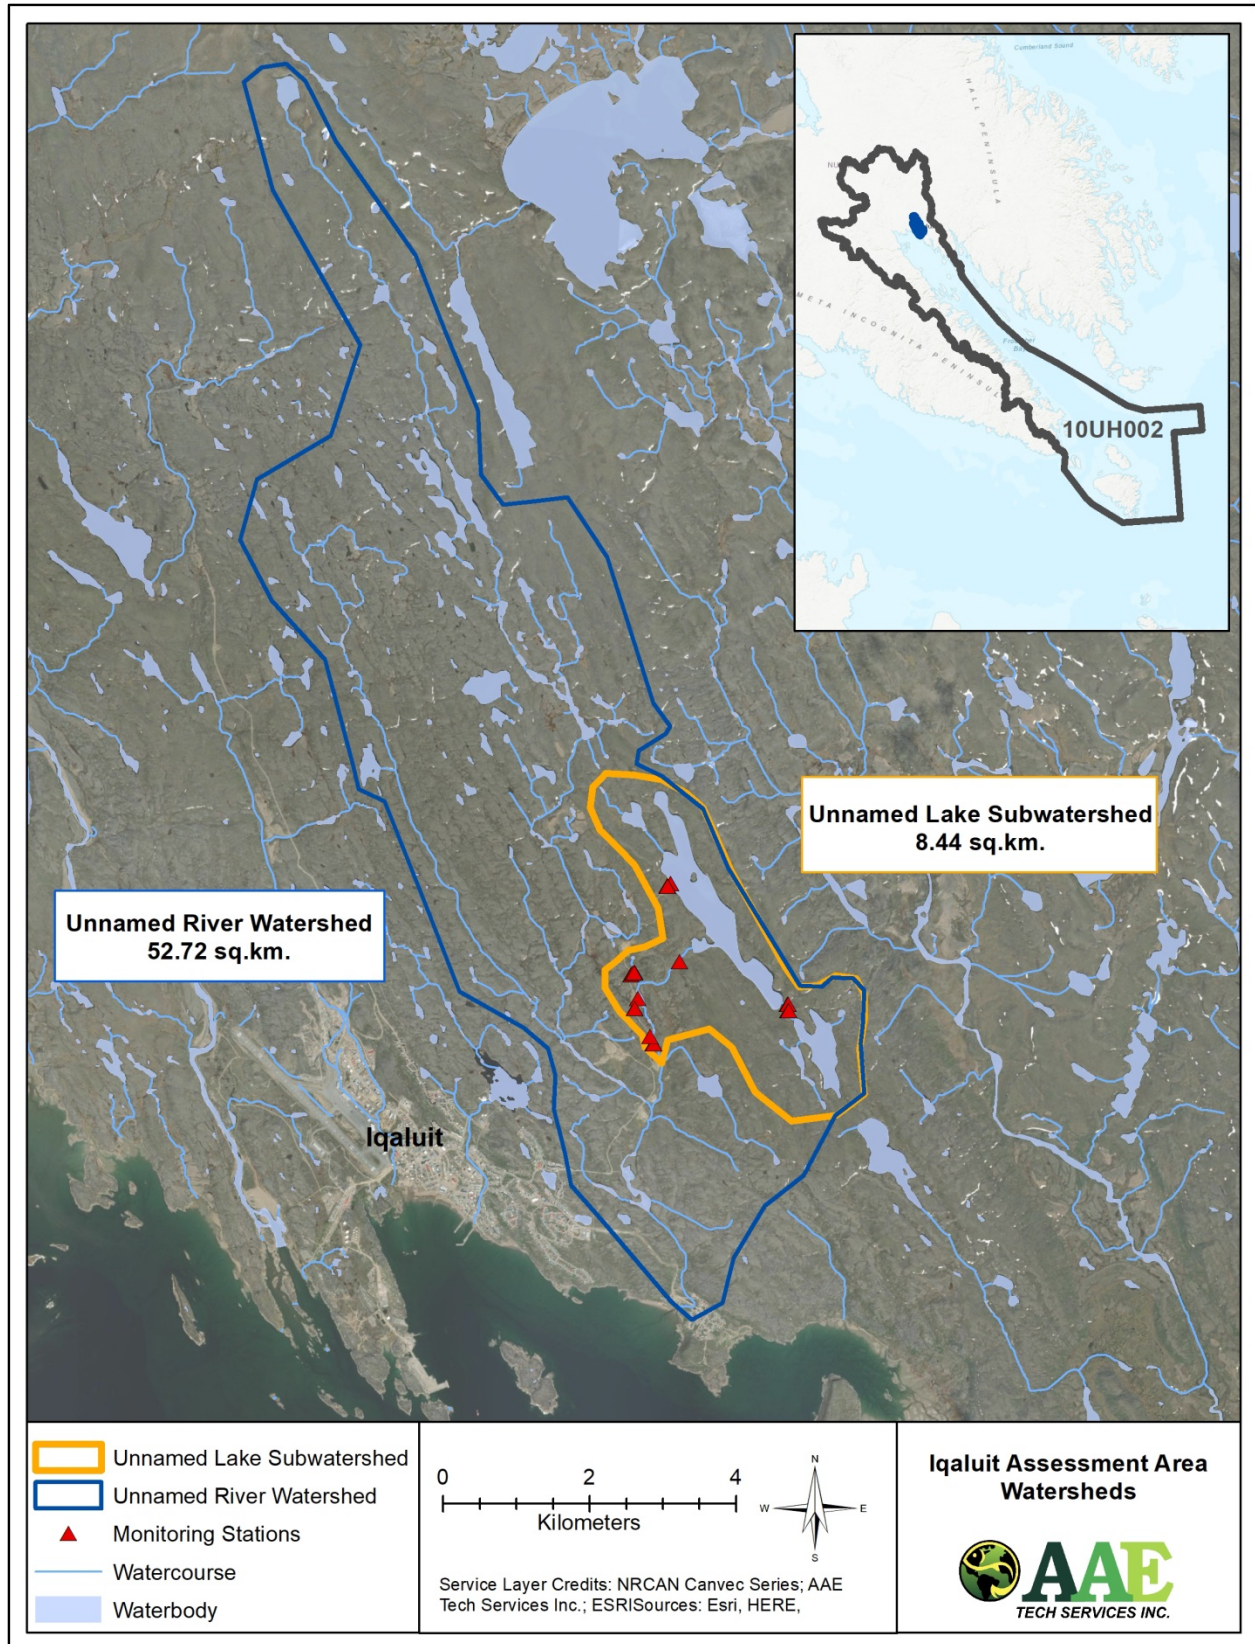 Cumberland Sound
HALL PENINSULA
NU
META INCOGNITA PENINSULA
10UH002
Unnamed Lake Subwatershed
8.44 sq.km.
Unnamed River Watershed
52.72 sq.km.
Iqaluit
Unnamed Lake Subwatershed
Unnamed River Watershed
Monitoring Stations
Watercourse
Waterbody
0 2 4
Kilometers
N
W E
S
Service Layer Credits: NRCAN Canvec Series; AAE
Tech Services Inc.; ESRISources: Esri, HERE,
Iqaluit Assessment Area
Watersheds
AAE
TECH SERVICES INC.